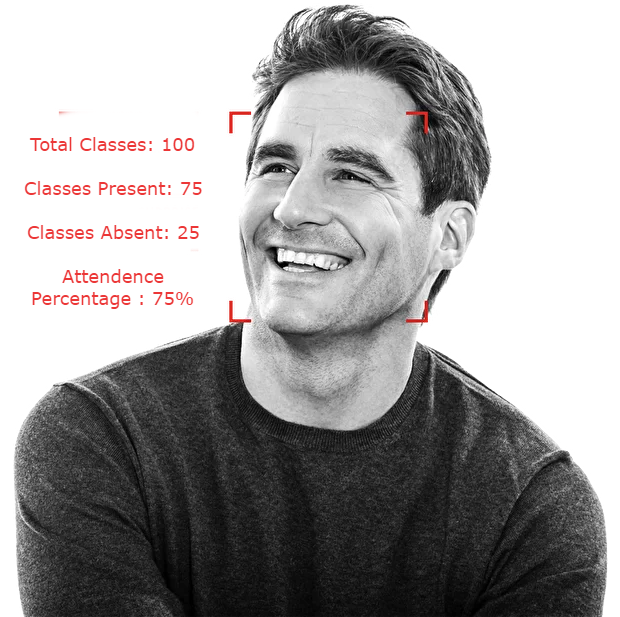 Total Classes: 100
Classes Present: 75
Classes Absent: 25
Attendence
Percentage : 75%